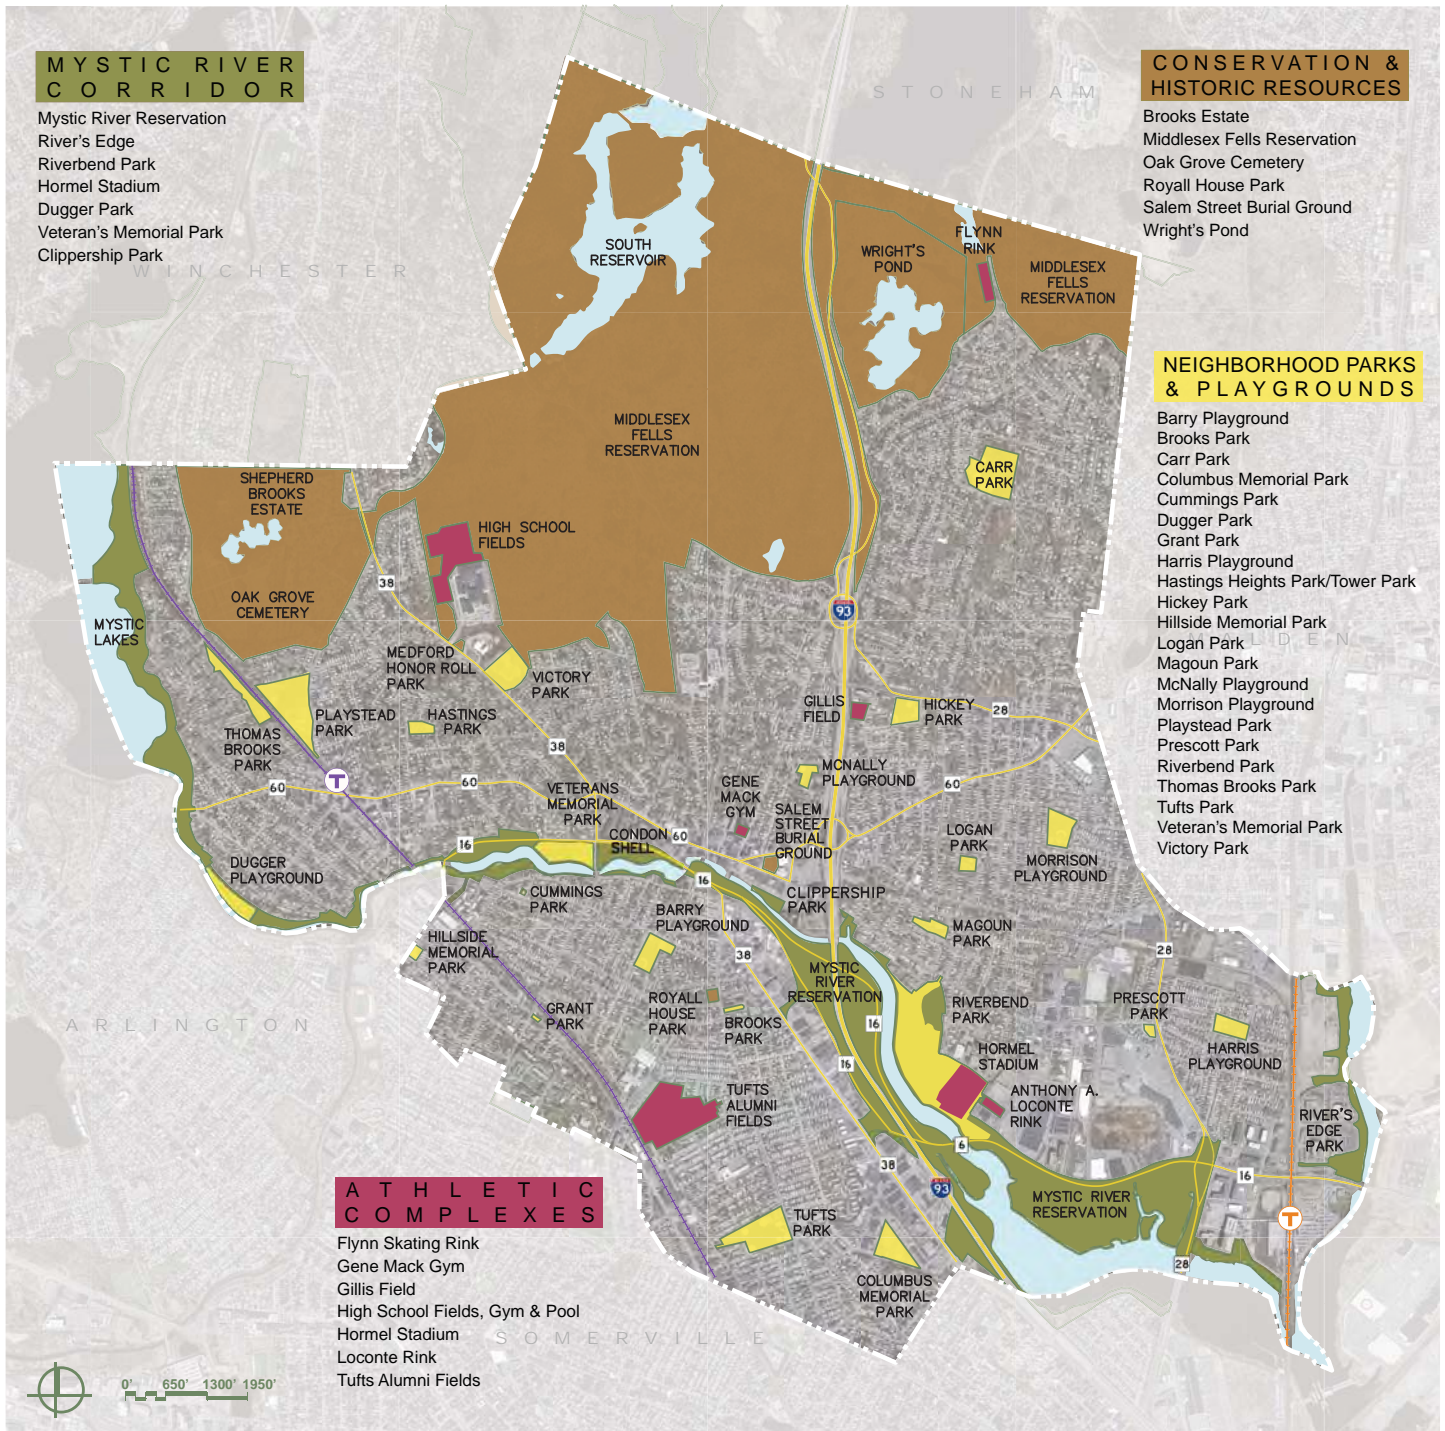 MYSTIC RIVER
CORRIDOR
Mystic River Reservation
River's Edge
Riverbend Park
Hormel Stadium
Dugger Park
Veteran's Memorial Park
Clippership Park
CONSERVATION &
HISTORIC RESOURCES
Brooks Estate
Middlesex Fells Reservation
Oak Grove Cemetery
Royall House Park
Salem Street Burial Ground
Wright's Pond
NEIGHBORHOOD PARKS
& PLAYGROUNDS
Barry Playground
Brooks Park
Carr Park
Columbus Memorial Park
Cummings Park
Dugger Park
Grant Park
Harris Playground
Hastings Heights Park/Tower Park
Hickey Park
Hillside Memorial Park
Logan Park
Magoun Park
McNally Playground
Morrison Playground
Playstead Park
Prescott Park
Riverbend Park
Thomas Brooks Park
Tufts Park
Veteran's Memorial Park
Victory Park
ATHLETIC
COMPLEXES
Flynn Skating Rink
Gene Mack Gym
Gillis Field
High School Fields, Gym & Pool
Hormel Stadium
Loconte Rink
Tufts Alumni Fields
STONEHAM
WINCHESTER
MALDEN
ARLINGTON
SOMERVILLE
SOUTH
RESERVOIR
WRIGHT'S
POND
FLYNN
RINK
MIDDLESEX
FELLS
RESERVATION
MIDDLESEX
FELLS
RESERVATION
CARR
PARK
SHEPHERD
BROOKS
ESTATE
HIGH SCHOOL
FIELDS
38
OAK GROVE
CEMETERY
93
MYSTIC
LAKES
MEDFORD
HONOR ROLL
PARK
VICTORY
PARK
GILLIS
FIELD
HICKEY
PARK
28
PLAYSTEAD
PARK
HASTINGS
PARK
THOMAS
BROOKS
PARK
38
T
60
60
VETERANS
MEMORIAL
PARK
GENE
MACK
GYM
MCNALLY
PLAYGROUND
60
SALEM
STREET
BURIAL
GROUND
CONDON
SHELL
60
16
LOGAN
PARK
MORRISON
PLAYGROUND
DUGGER
PLAYGROUND
CUMMINGS
PARK
16
CLIPPERSHIP
PARK
BARRY
PLAYGROUND
MAGOUN
PARK
HILLSIDE
MEMORIAL
PARK
38
28
MYSTIC
RIVER
RESERVATION
ROYALL
HOUSE
PARK
BROOKS
PARK
GRANT
PARK
RIVERBEND
PARK
PRESCOTT
PARK
16
HARRIS
PLAYGROUND
HORMEL
STADIUM
16
TUFTS
ALUMNI
FIELDS
ANTHONY A.
LOCONTE
RINK
RIVER'S
EDGE
PARK
6
38
93
16
MYSTIC RIVER
RESERVATION
TUFTS
PARK
T
28
COLUMBUS
MEMORIAL
PARK
0' 650' 1300' 1950'